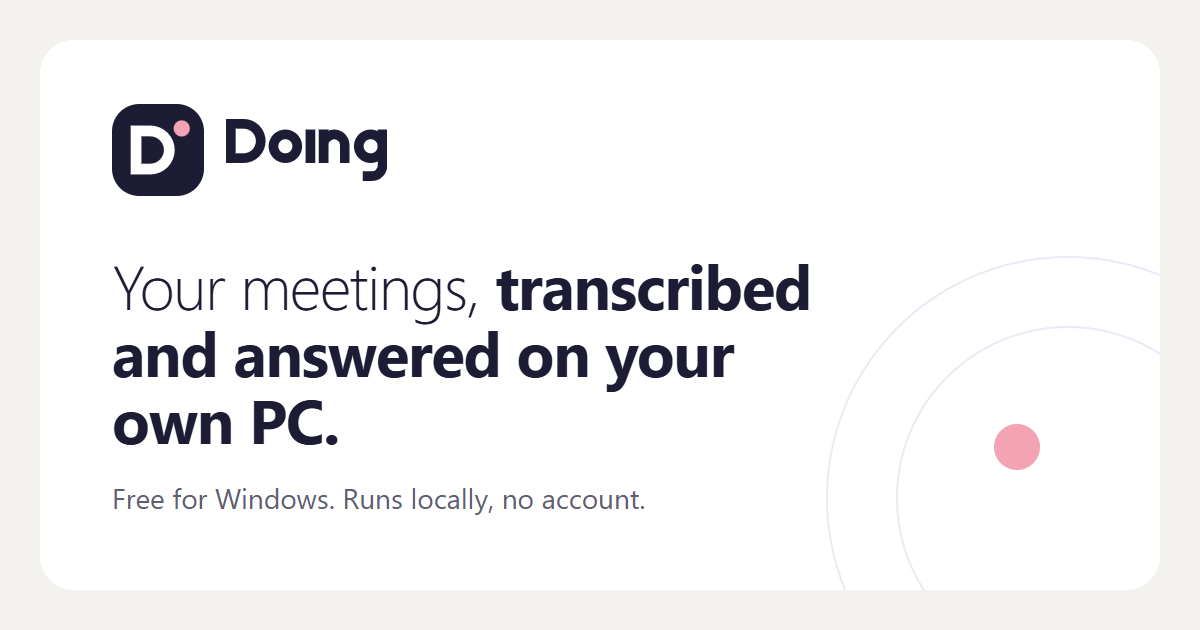 D
Doing
Your meetings, transcribed
and answered on your
own PC.
Free for Windows. Runs locally, no account.